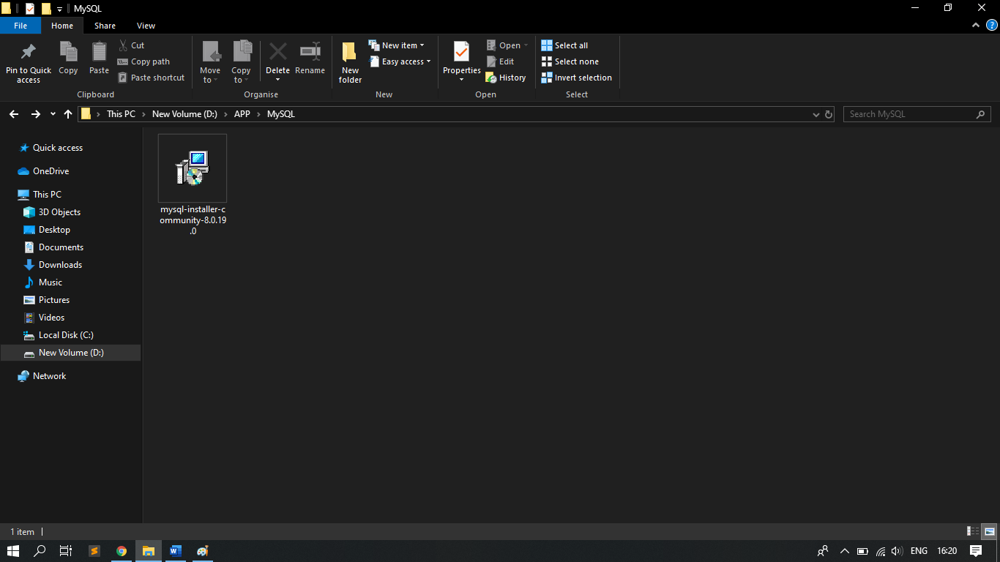 MySQL
File Home Share View
Pin to Quick access
Copy
Paste
Cut
Copy path
Paste shortcut
Clipboard
Move to
Copy to
Delete
Rename
Organise
New folder
New item
Easy access
New
Properties
Open
Edit
History
Open
Select all
Select none
Invert selection
Select
This PC New Volume (D:) APP MySQL
Search MySQL
Quick access
OneDrive
This PC
3D Objects
Desktop
Documents
Downloads
Music
Pictures
Videos
Local Disk (C:)
New Volume (D:)
Network
mysql-installer-c
ommunity-8.0.19
.0
1 item
ENG 16:20